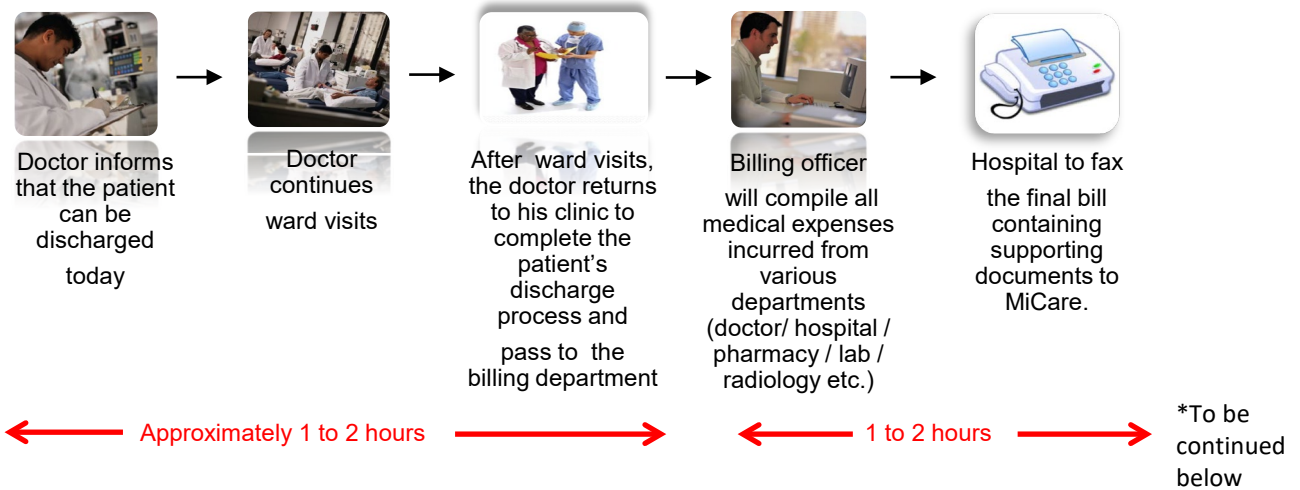 Doctor informs
that the patient
can be
discharged
today
Doctor
continues
ward visits
After ward visits,
the doctor returns
to his clinic to
complete the
patient's
discharge
process and
pass to the
billing department
Billing officer
will compile all
medical expenses
incurred from
various
departments
(doctor/ hospital /
pharmacy / lab /
radiology etc.)
Hospital to fax
the final bill
containing
supporting
documents to
MiCare.
Approximately 1 to 2 hours
1 to 2 hours
*To be
continued
below